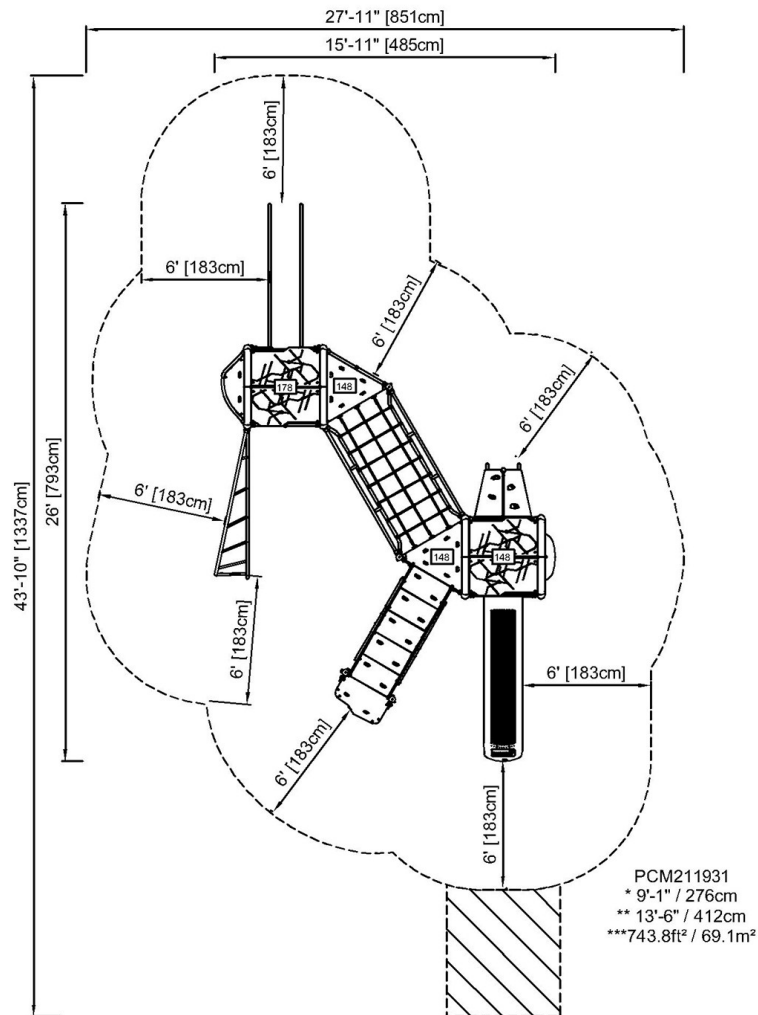 27'-11" [851cm]
15'-11" [485cm]
6' [183cm]
6' [183cm]
6' [183cm]
6' [183cm]
178
148
26' [793cm]
43'-10" [1337cm]
6' [183cm]
148
148
6' [183cm]
6' [183cm]
6' [183cm]
6' [183cm]
PCM211931
* 9'-1" / 276cm
** 13'-6" / 412cm
***743.8ft² / 69.1m²